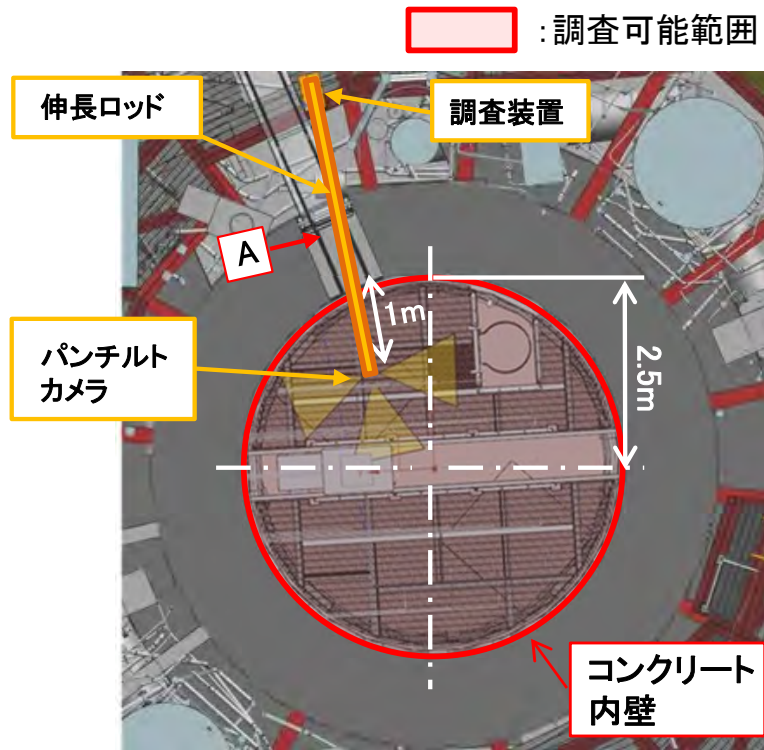 ：調査可能範囲
伸長ロッド
調査装置
A
1m
パンチルト
カメラ
2.5m
コンクリート
内壁